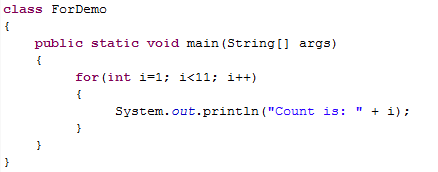 class ForDemo
{
public static void main(String[] args)
{
for(int i=1; i<11; i++)
{
System.out.println("Count is: " + i);
}
}
}